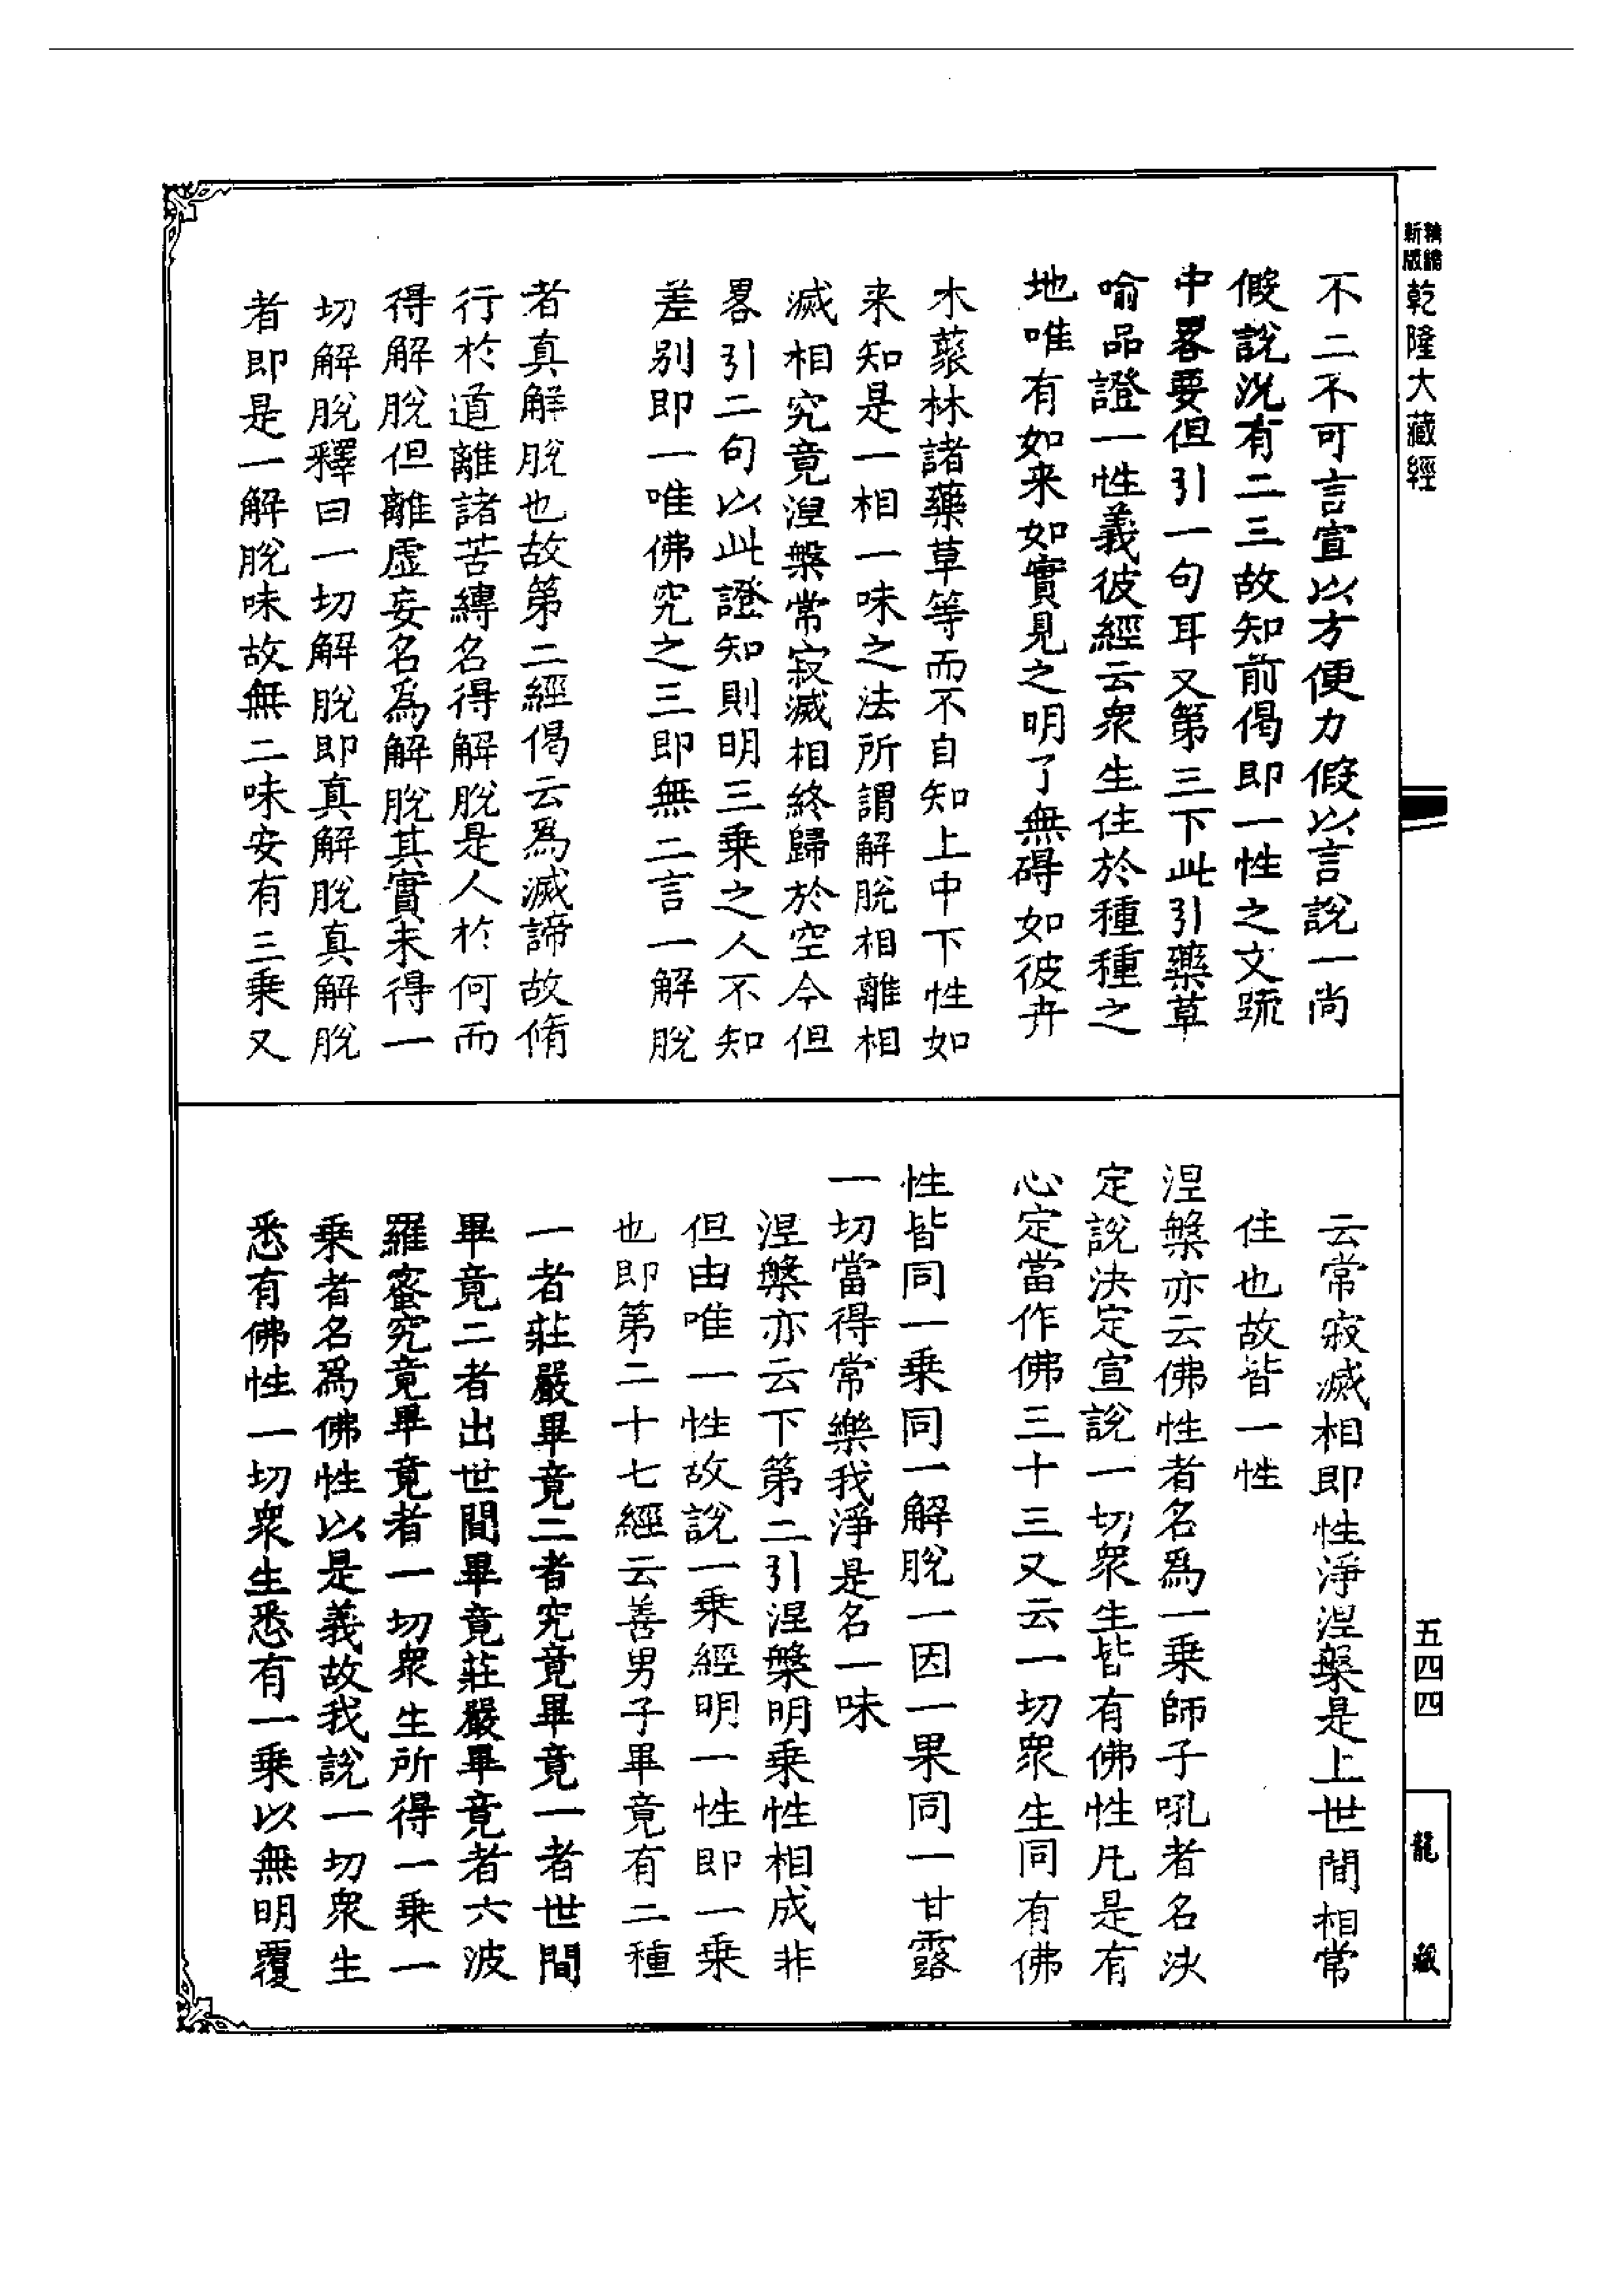 新版
精縮
乾隆大藏經
不二不可言宣以方便力假以言說一尚
假說況有二三故知前偈即一性之文疏
中畧要但引一句耳又第三下此引藥草
喻品證一性義彼經云衆生住於種種之
地唯有如来如實見之明了無礙如彼卉
木藂林諸藥草等而不自知上中下性如
来知是一相一味之法所謂解脫相離相
滅相究竟涅槃常寂滅相終歸於空今但
畧引二句以此證知則明三乗之人不知
差别即一唯佛究之三即無二言一解脫
者真解脫也故第二經偈云為滅諦故脩
行於道離諸苦縛名得解脫是人於何而
得解脫但離虛妄名為解脫其實未得一
切解脫釋曰一切解脫即真解脫真解脫
者即是一解脫味故無二味安有三乗又
云常寂滅相即性淨涅槃是上世間相常
住也故皆一性
涅槃亦云佛性者名為一乗師子吼者名決
定說決定宣說一切衆生皆有佛性凡是有
心定當作佛三十三又云一切衆生同有佛
性皆同一乗同一解脫一因一果同一甘露
一切當得常樂我淨是名一味
涅槃亦云下第二引涅槃明乗性相成非
但由唯一性故說一乗經明一性即一乗
也即第二十七經云善男子畢竟有二種
一者莊嚴畢竟二者究竟畢竟一者世間
畢竟二者出世間畢竟莊嚴畢竟者六波
羅蜜究竟畢竟者一切衆生所得一乗一
乗者名為佛性以是義故我說一切衆生
悉有佛性一切衆生悉有一乗以無明覆
五四四
龍藏